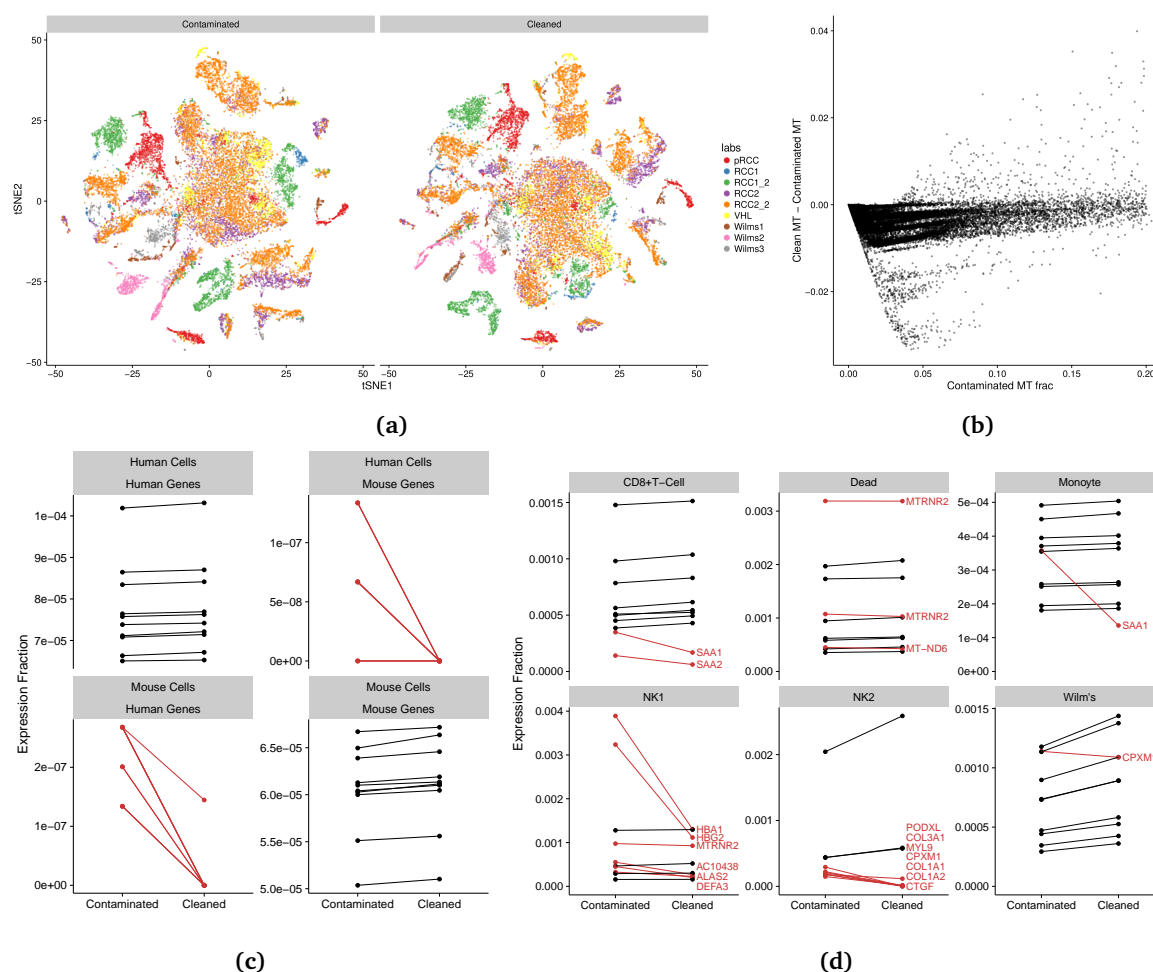 Contaminated
Cleaned
50
25
0
−25
−50
tSNE2
−50
−25
0
25
50
−50
−25
0
25
50
tSNE1
labs
pRCC
RCC1
RCC1_2
RCC2
RCC2_2
VHL
Wilms1
Wilms2
Wilms3
(a)
0.04
0.02
0.00
−0.02
Clean MT − Contaminated MT
0.00
0.05
0.10
0.15
0.20
Contaminated MT frac
(b)
Human Cells
Human Genes
1e−04
9e−05
8e−05
7e−05
Human Cells
Mouse Genes
1e−07
5e−08
0e+00
Expression Fraction
Mouse Cells
Human Genes
2e−07
1e−07
0e+00
Mouse Cells
Mouse Genes
6.5e−05
6.0e−05
5.5e−05
5.0e−05
Contaminated
Cleaned
Contaminated
Cleaned
(c)
CD8+T−Cell
0.0015
0.0010
0.0005
0.0000
SAA1
SAA2
Dead
0.003
0.002
0.001
0.000
MTRNR2
MTRNR2
MT−ND6
Monoyte
5e−04
4e−04
3e−04
2e−04
1e−04
0e+00
SAA1
Expression Fraction
NK1
0.004
0.003
0.002
0.001
0.000
HBA1
HBG2
MTRNR2
AC10438
ALAS2
DEFA3
NK2
0.002
0.001
0.000
PODXL
COL3A1
MYL9
CPXM1
COL1A1
COL1A2
CTGF
Wilm's
0.0015
0.0010
0.0005
0.0000
Contaminated
Cleaned
Contaminated
Cleaned
Contaminated
Cleaned
(d)